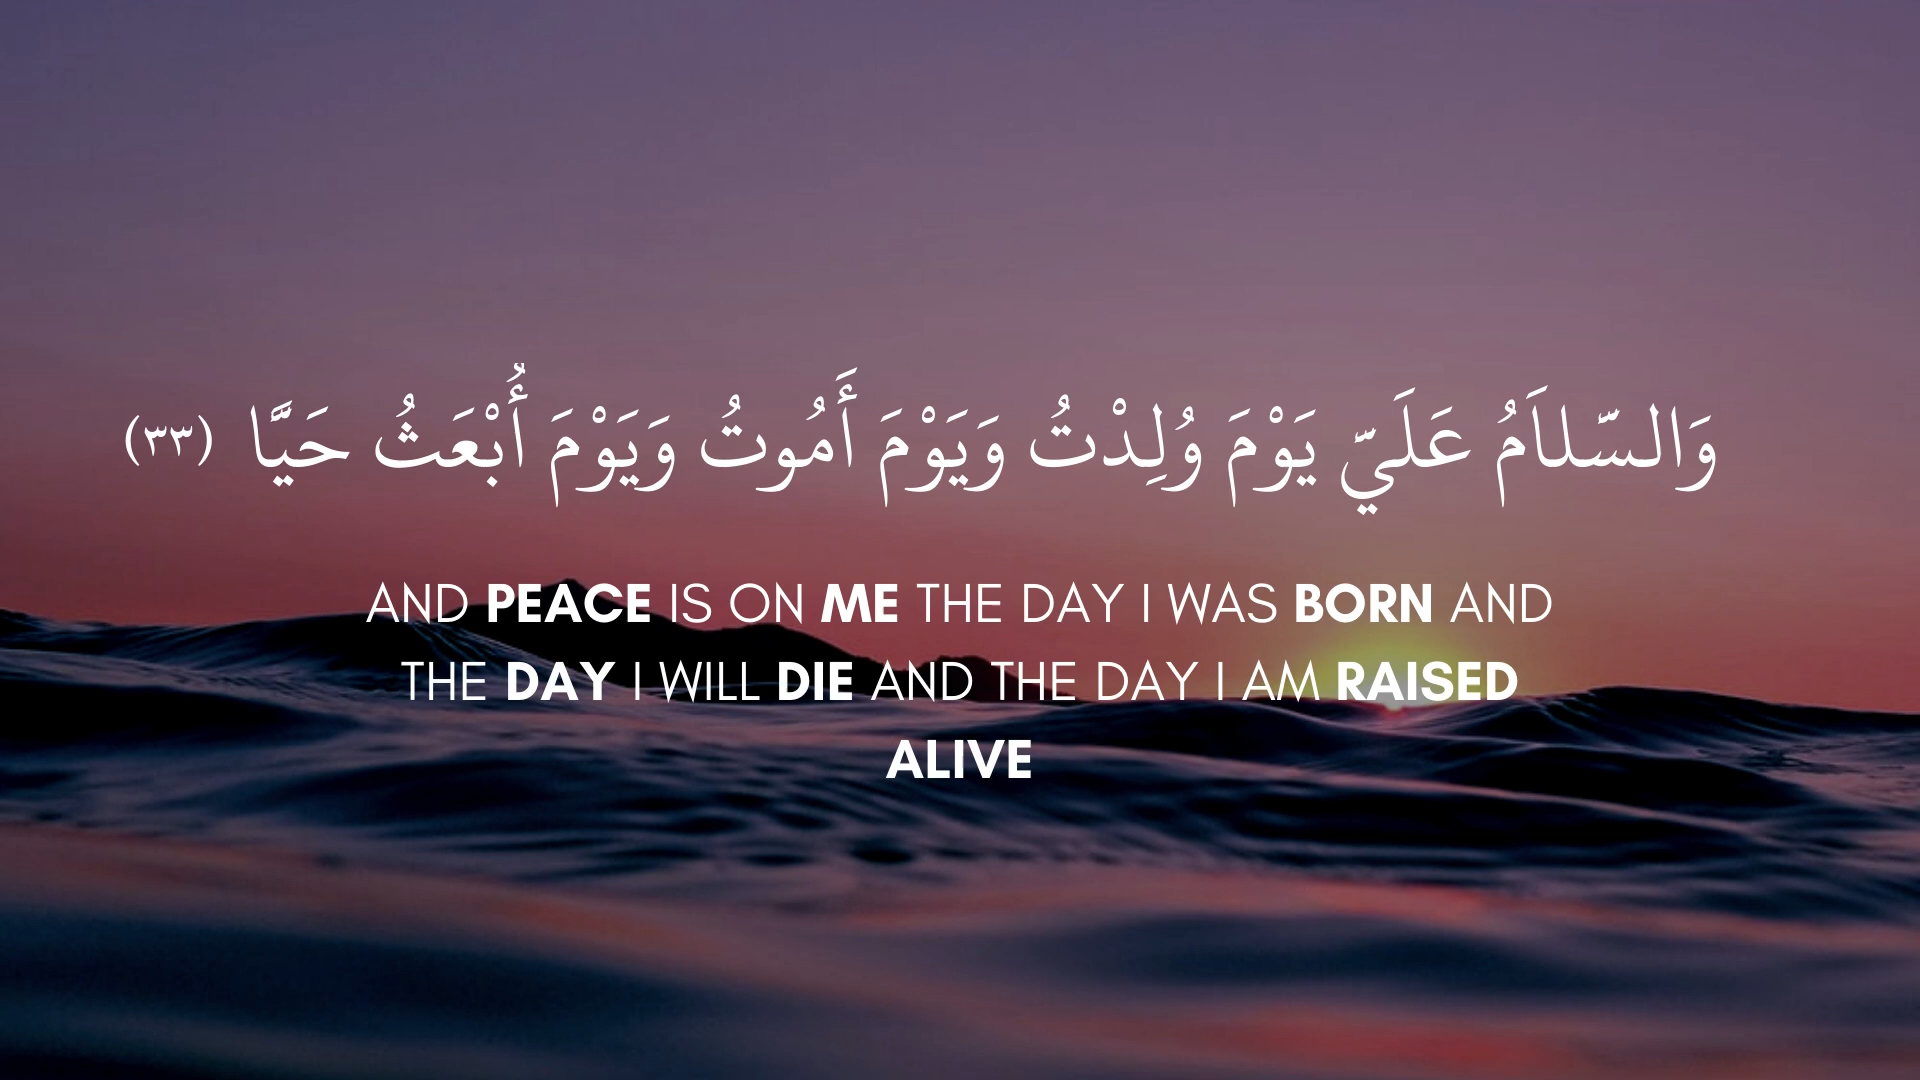 وَالسّلاَمُ عَلَيّ يَوْمَ وُلِدْتُ وَيَوْمَ أَمُوتُ وَيَوْمَ أُبْعَثُ حَيًّا (٣٣)
AND PEACE IS ON ME THE DAY I WAS BORN AND
THE DAY I WILL DIE AND THE DAY I AM RAISED
ALIVE